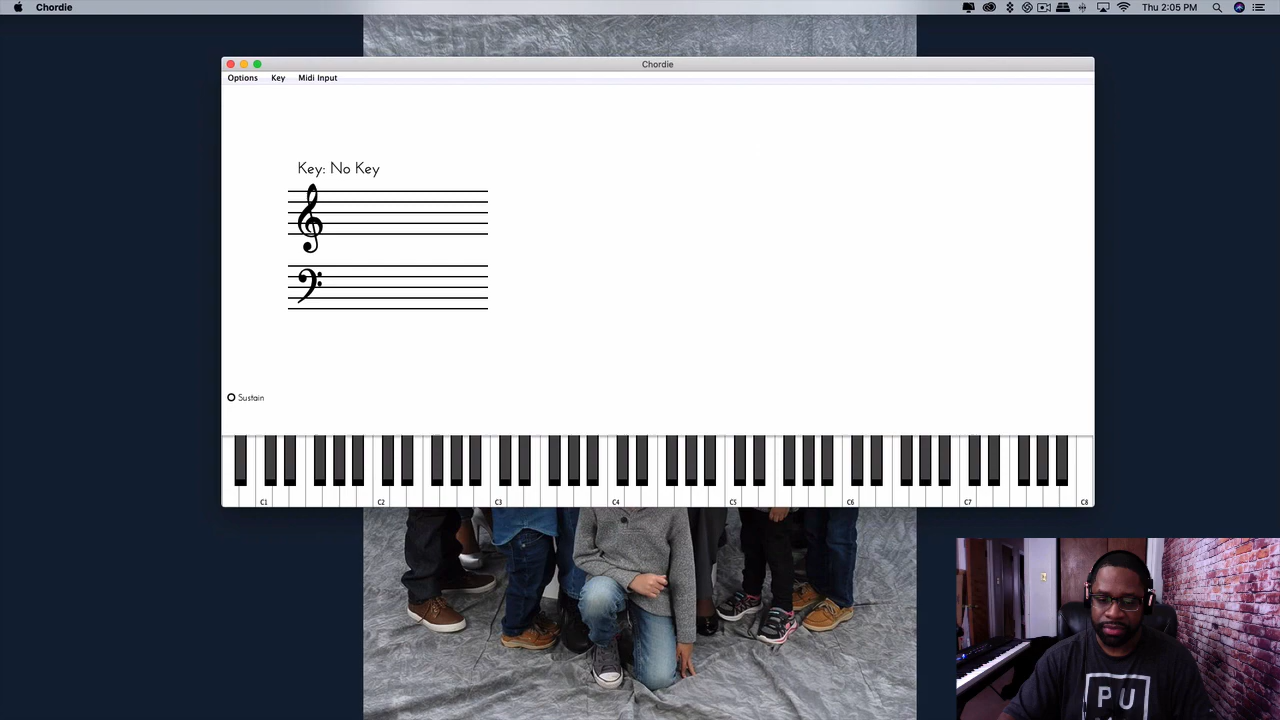 Chordie
Thu 2:05 PM
Chordie
Options Key Midi Input
Key: No Key
Sustain
C1 C2 C3 C4 C5 C6 C7 C8
PU